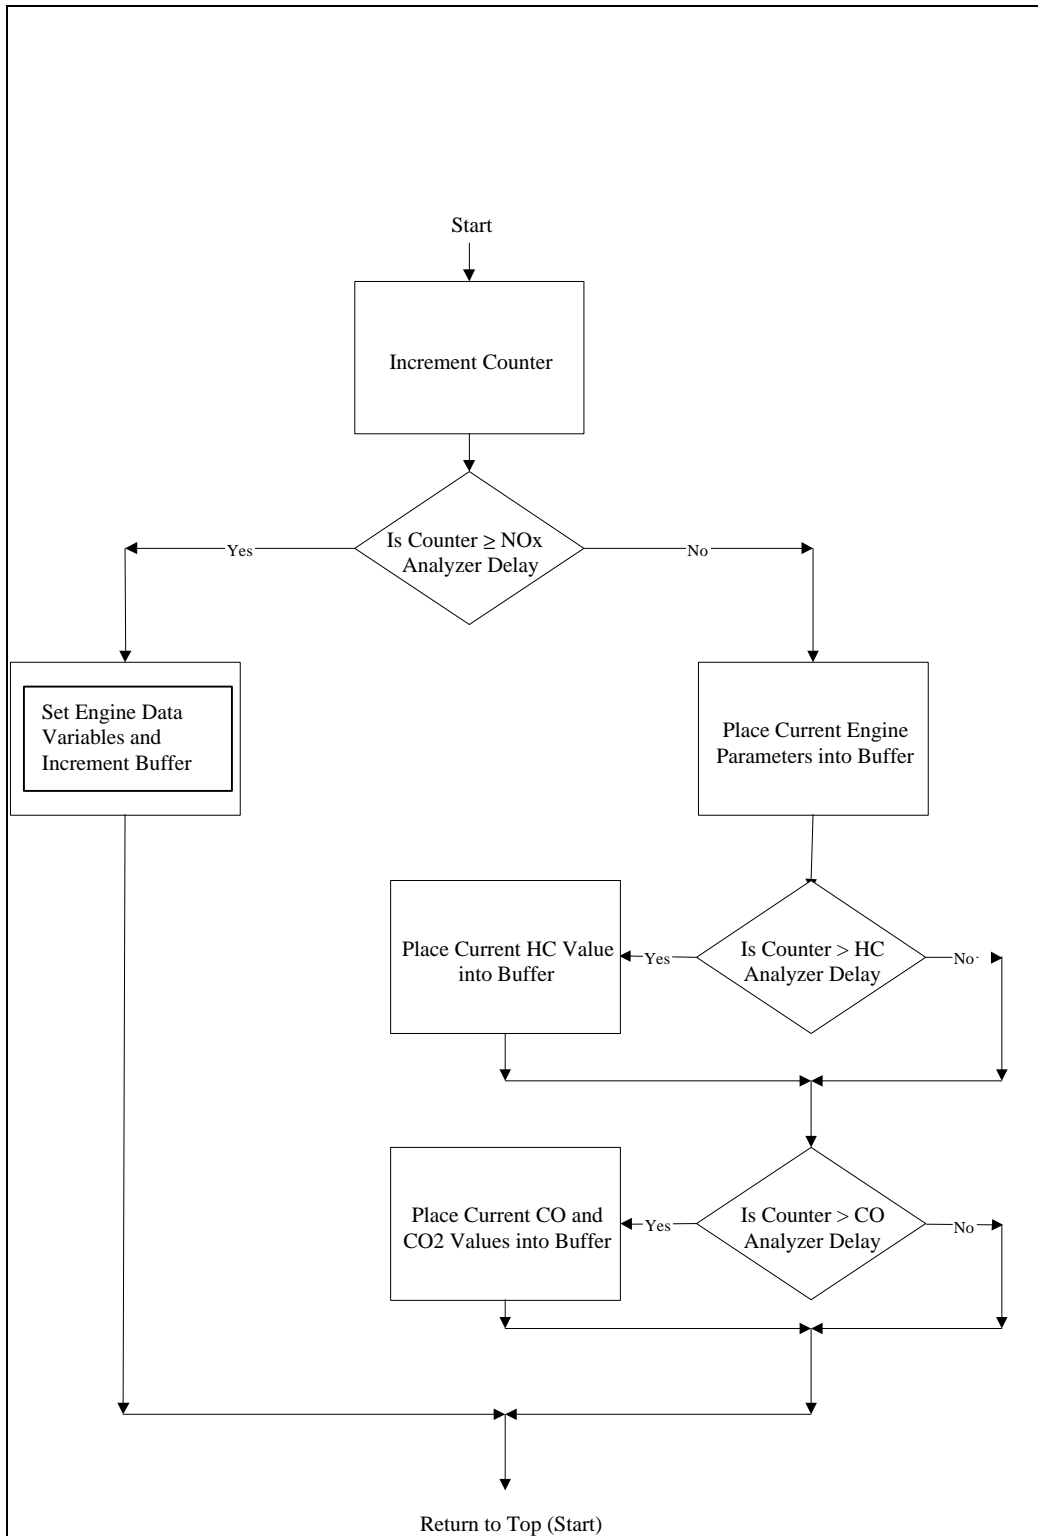 Start
Increment Counter
Is Counter ≥ NOx
Analyzer Delay
Yes
No
Set Engine Data
Variables and
Increment Buffer
Place Current Engine
Parameters into Buffer
Place Current HC Value
into Buffer
Yes
Is Counter > HC
Analyzer Delay
No
Place Current CO and
CO2 Values into Buffer
Yes
Is Counter > CO
Analyzer Delay
No
Return to Top (Start)